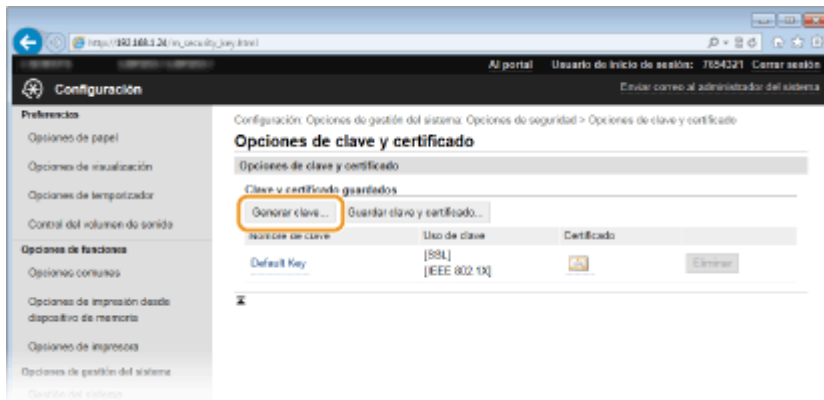 http://192.168.1.24/m_security_key.html
Al portal Usuario de inicio de sesión: 7654321 Cerrar sesión
Configuración
Enviar correo al administrador del sistema
Preferencias
Opciones de papel
Opciones de visualización
Opciones de temporizador
Control del volumen de sonido
Opciones de funciones
Opciones comunes
Opciones de impresión desde
dispositivo de memoria
Opciones de impresora
Opciones de gestión del sistema
Gestión del sistema
Configuración: Opciones de gestión del sistema: Opciones de seguridad > Opciones de clave y certificado
Opciones de clave y certificado
Opciones de clave y certificado
Clave y certificado guardados
Generar clave... Guardar clave y certificado...
Nombre de clave Uso de clave Certificado
Default Key [SSL]
[IEEE 802.1X]
Eliminar